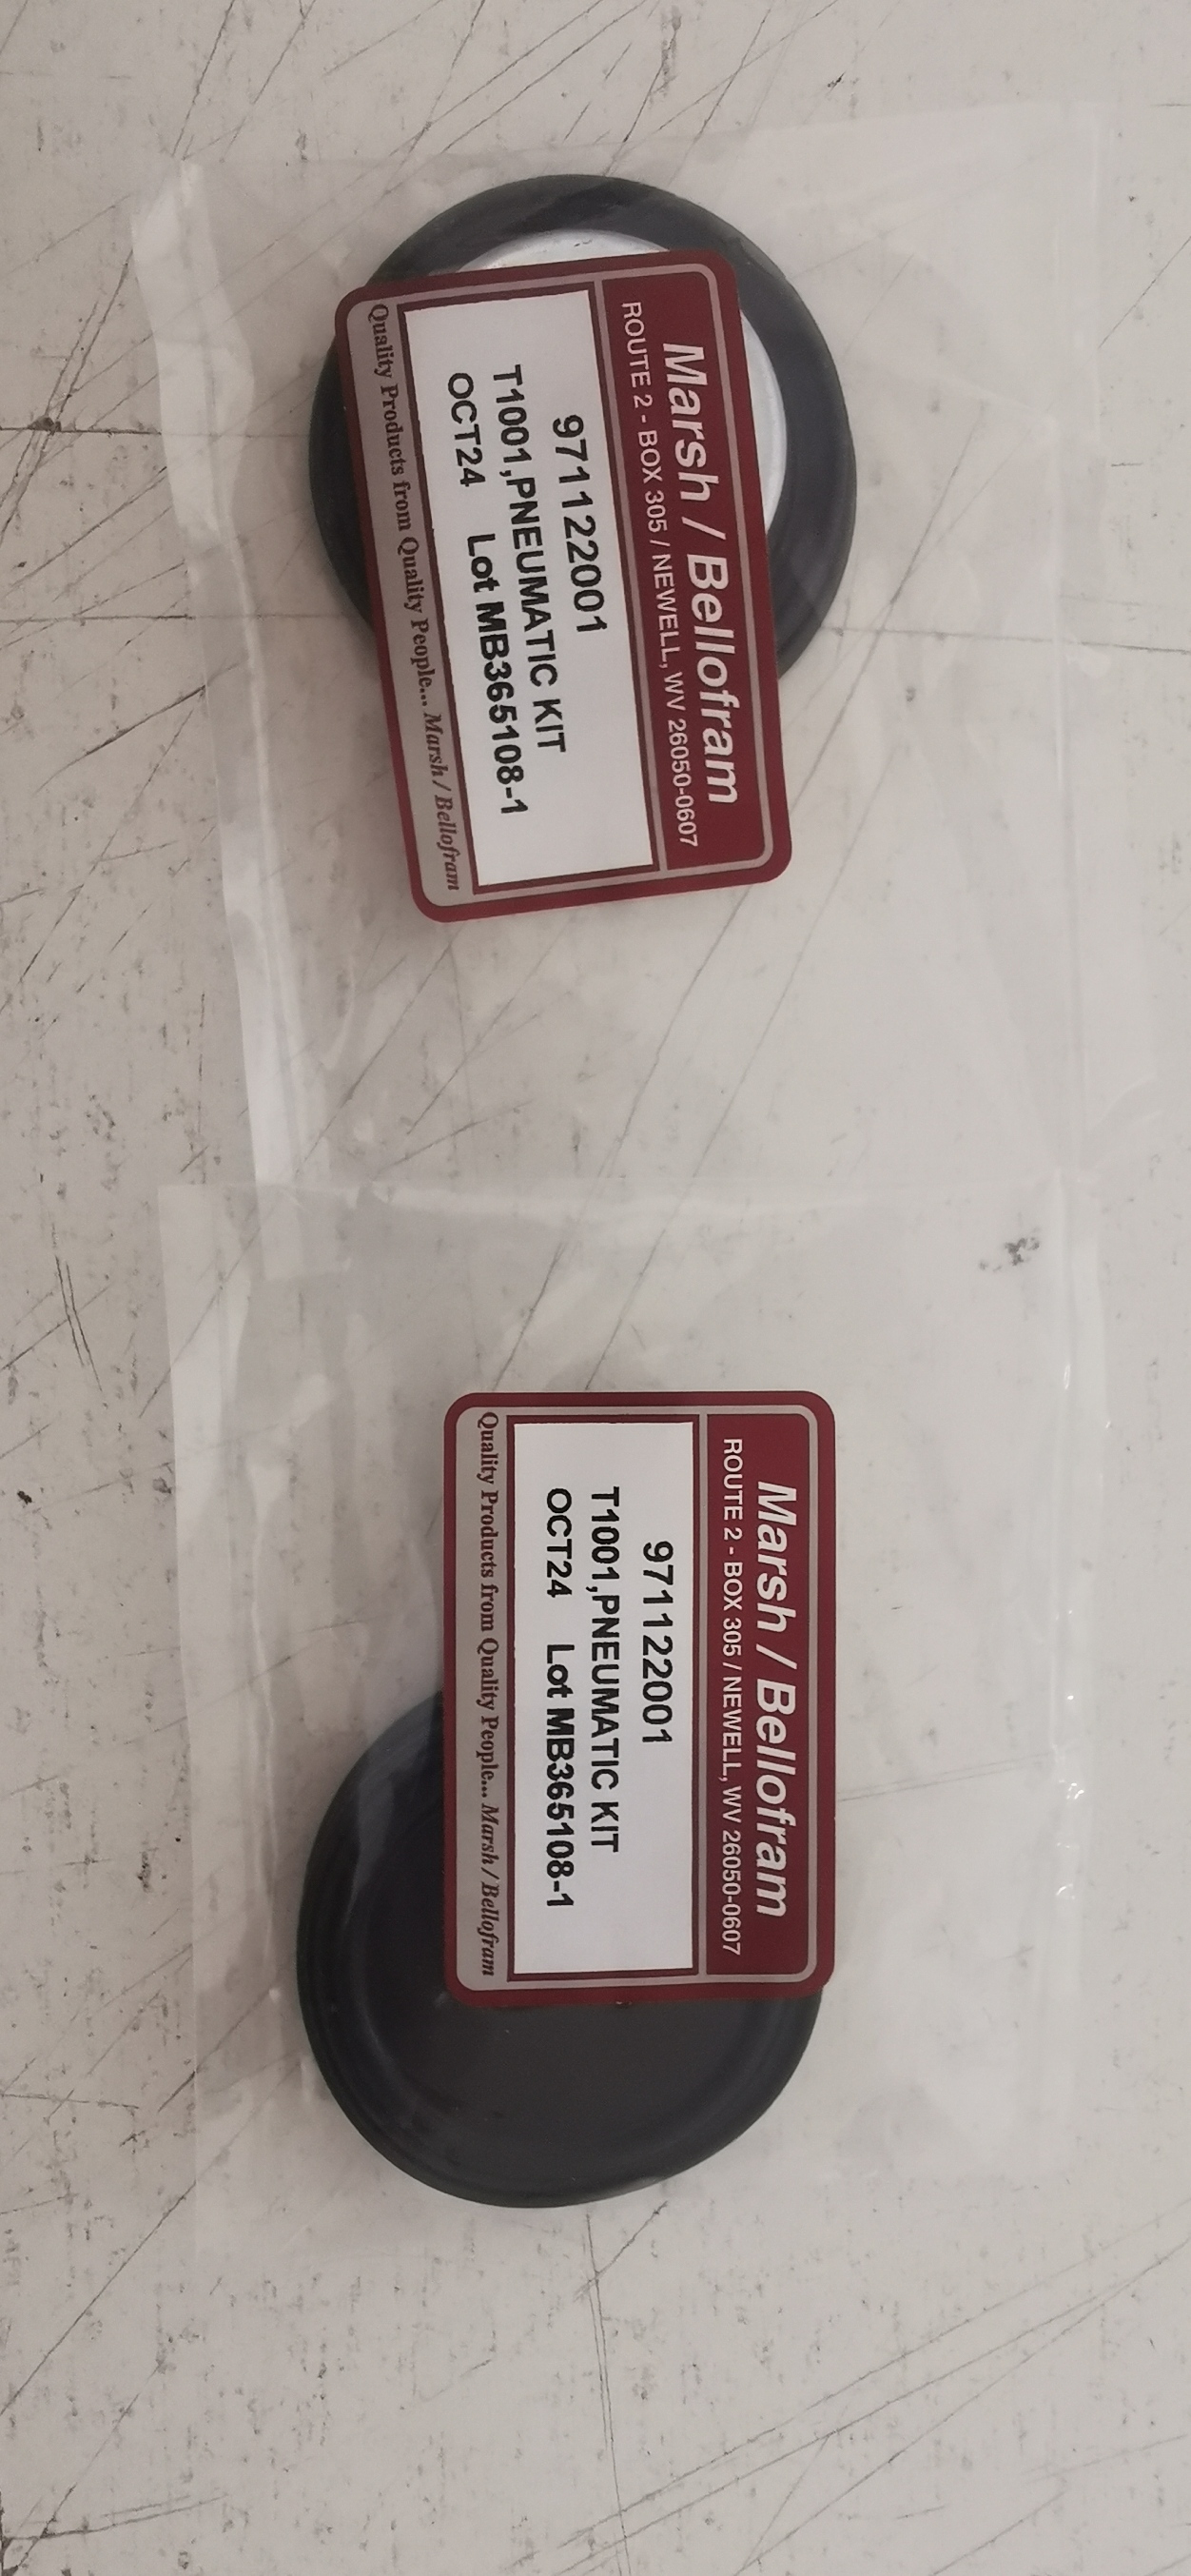 Marsh / Bellofram
ROUTE 2 - BOX 305 / NEWELL, WV 26050-0607
971122001
T1001,PNEUMATIC KIT
OCT24 Lot MB365108-1
Quality Products from Quality People... Marsh / Bellofram
Marsh / Bellofram
ROUTE 2 - BOX 305 / NEWELL, WV 26050-0607
971122001
T1001,PNEUMATIC KIT
OCT24 Lot MB365108-1
Quality Products from Quality People... Marsh / Bellofram